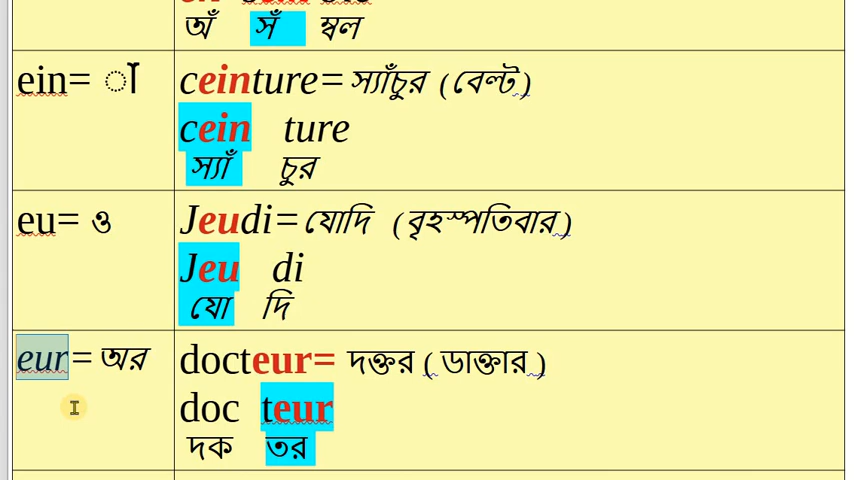 অঁ সঁ ম্বল
ein= াঁ ceinture= স্যাঁচুর (বেল্ট)
cein ture
স্যাঁ চুর
eu= ও Jeudi= যোদি (বৃহস্পতিবার)
Jeu di
যো দি
eur= অর docteur= দক্তর (ডাক্তার)
doc teur
দক তর